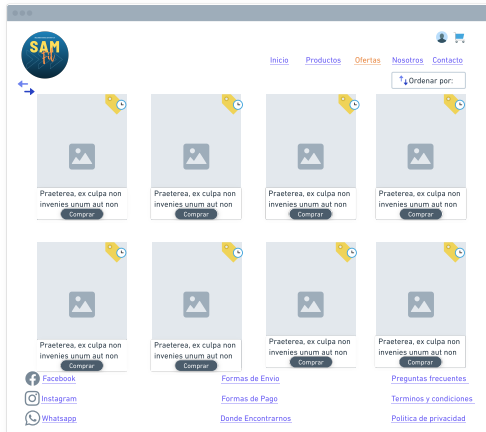 SAM
Fil
Inicio Productos Ofertas Nosotros Contacto
Ordenar por:
Praeterea, ex culpa non Praeterea, ex culpa non Praeterea, ex culpa non Praeterea, ex culpa non
invenies unum aut non invenies unum aut non invenies unum aut non invenies unum aut non
Comprar Comprar Comprar Comprar
Praeterea, ex culpa non Praeterea, ex culpa non Praeterea, ex culpa non Praeterea, ex culpa non
invenies unum aut non invenies unum aut non invenies unum aut non invenies unum aut non
Comprar Comprar Comprar Comprar
Facebook Formas de Envio Preguntas frecuentes
Instagram Formas de Pago Terminos y condiciones
Whatsapp Donde Encontrarnos Politica de privacidad